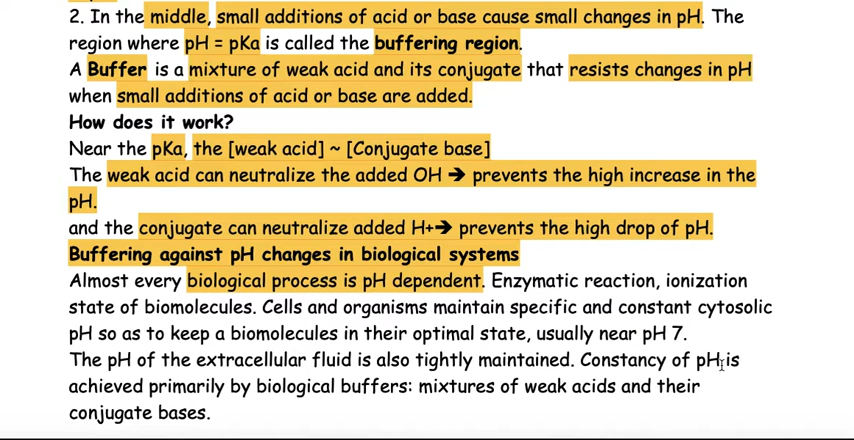 2. In the middle, small additions of acid or base cause small changes in pH. The
region where pH = pKa is called the buffering region.
A Buffer is a mixture of weak acid and its conjugate that resists changes in pH
when small additions of acid or base are added.
How does it work?
Near the pKa, the [weak acid] ~ [Conjugate base]
The weak acid can neutralize the added OH ➔ prevents the high increase in the
pH.
and the conjugate can neutralize added H+➔ prevents the high drop of pH.
Buffering against pH changes in biological systems
Almost every biological process is pH dependent. Enzymatic reaction, ionization
state of biomolecules. Cells and organisms maintain specific and constant cytosolic
pH so as to keep a biomolecules in their optimal state, usually near pH 7.
The pH of the extracellular fluid is also tightly maintained. Constancy of pH is
achieved primarily by biological buffers: mixtures of weak acids and their
conjugate bases.